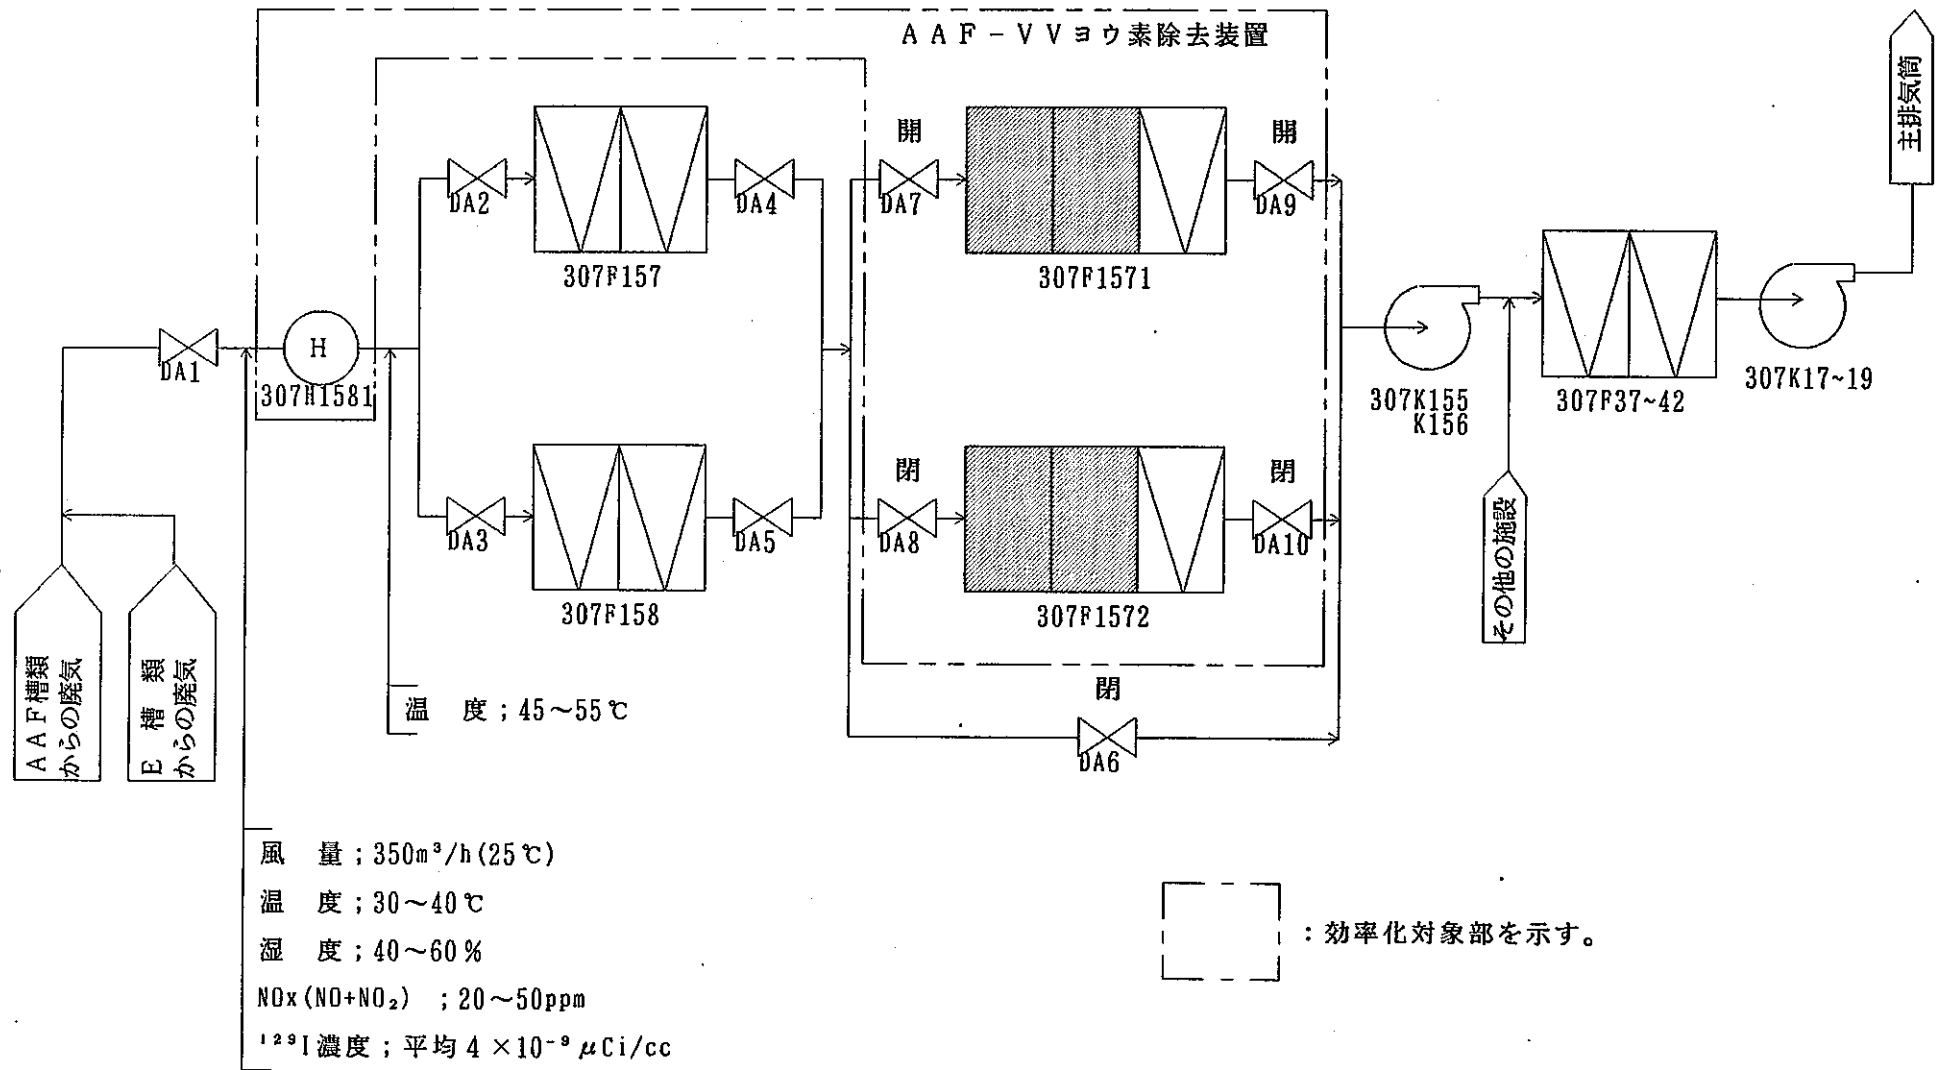 AAF-VVヨウ素除去装置
主排気筒
開
開
DA2
DA4
DA7
DA9
307F157
307F1571
H
DA1
307H1581
307K155
K156
307F37~42
307K17~19
閉
閉
DA3
DA5
DA8
DA10
307F158
307F1572
その他の施設
AAF槽類
からの廃気
E 槽 類
からの廃気
温 度;45~55℃
閉
DA6
風 量;350m³/h(25℃)
温 度;30~40℃
湿 度;40~60%
NOx(NO+NO₂) ;20~50ppm
¹²⁹I濃度;平均4×10⁻⁹μCi/cc
:効率化対象部を示す。